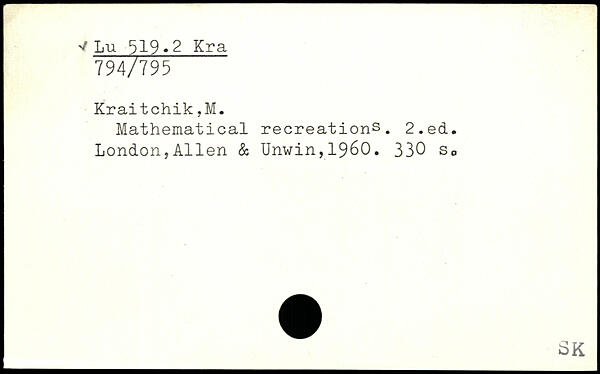 ✓ Lu 519.2 Kra
794/795
Kraitchik,M.
Mathematical recreations. 2.ed.
London,Allen & Unwin,1960. 330 s.
SK